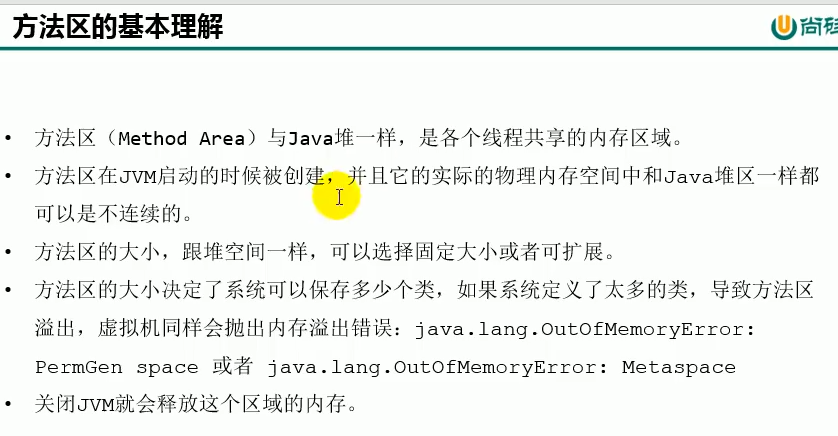 方法区的基本理解
尚硅
• 方法区（Method Area）与Java堆一样，是各个线程共享的内存区域。
• 方法区在JVM启动的时候被创建，并且它的实际的物理内存空间中和Java堆区一样都
可以是不连续的。
• 方法区的大小，跟堆空间一样，可以选择固定大小或者可扩展。
• 方法区的大小决定了系统可以保存多少个类，如果系统定义了太多的类，导致方法区
溢出，虚拟机同样会抛出内存溢出错误：java.lang.OutOfMemoryError:
PermGen space 或者 java.lang.OutOfMemoryError: Metaspace
• 关闭JVM就会释放这个区域的内存。